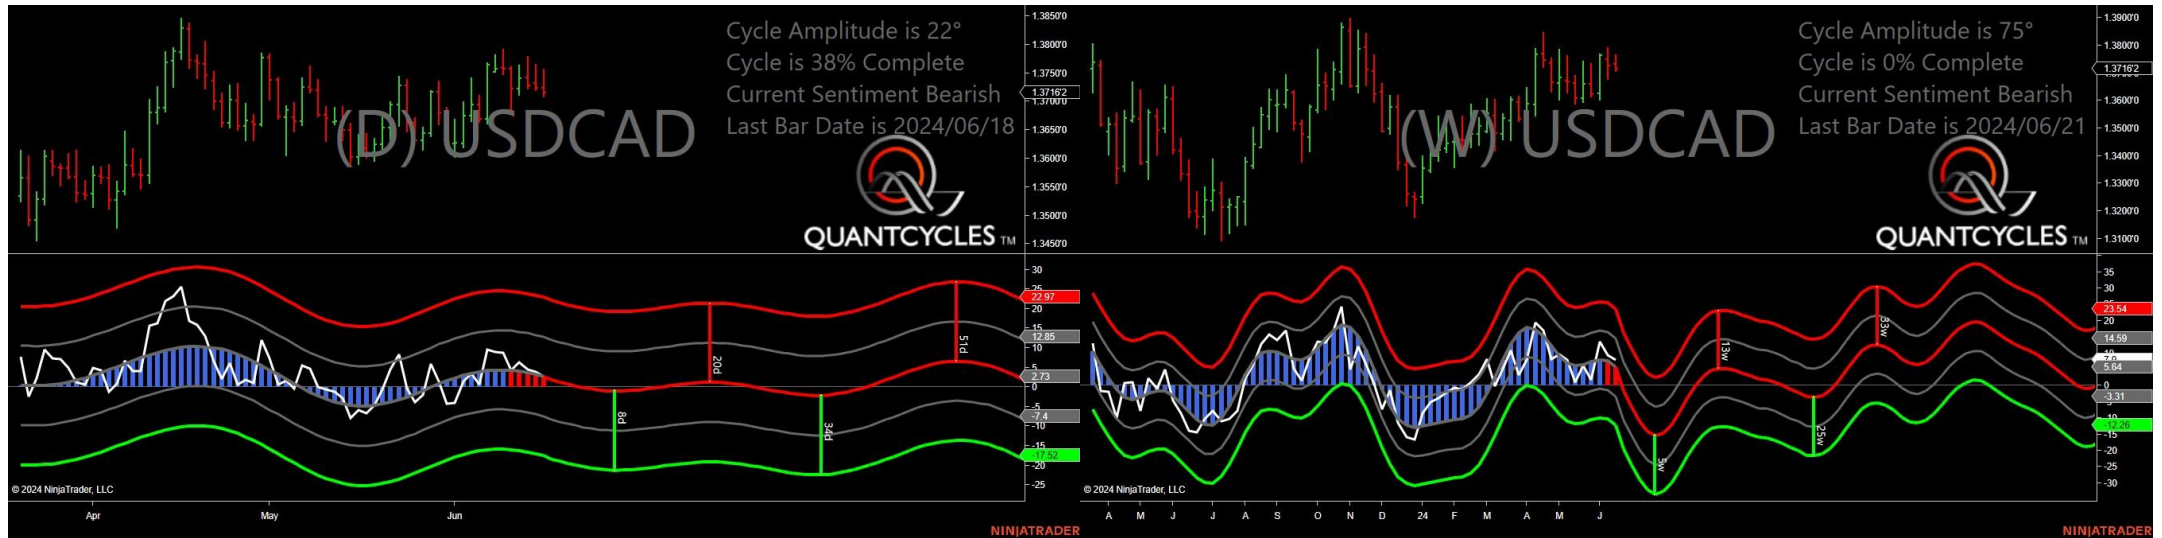 Cycle Amplitude is 22°
Cycle is 38% Complete
Current Sentiment Bearish
Last Bar Date is 2024/06/18
(D) USDCAD
QUANTCYCLES TM
1.3850'0
1.3800'0
1.3750'0
1.3716'2
1.3700'0
1.3650'0
1.3600'0
1.3550'0
1.3500'0
1.3450'0
30
25
22.97
20
15
12.85
10
5
2.73
0
-5
-7.4
-10
-15
-17.52
-20
-25
8d
20d
34d
51d
© 2024 NinjaTrader, LLC
Apr
May
Jun
NINJATRADER
Cycle Amplitude is 75°
Cycle is 0% Complete
Current Sentiment Bearish
Last Bar Date is 2024/06/21
(W) USDCAD
QUANTCYCLES TM
1.3900'0
1.3800'0
1.3716'2
1.3600'0
1.3500'0
1.3400'0
1.3300'0
1.3200'0
1.3100'0
35
30
23.54
20
14.59
5.64
0
-3.31
-10
-12.26
-15
-20
-25
-30
5w
13w
25w
33w
© 2024 NinjaTrader, LLC
A
M
J
J
A
S
O
N
D
24
F
M
A
M
J
NINJATRADER